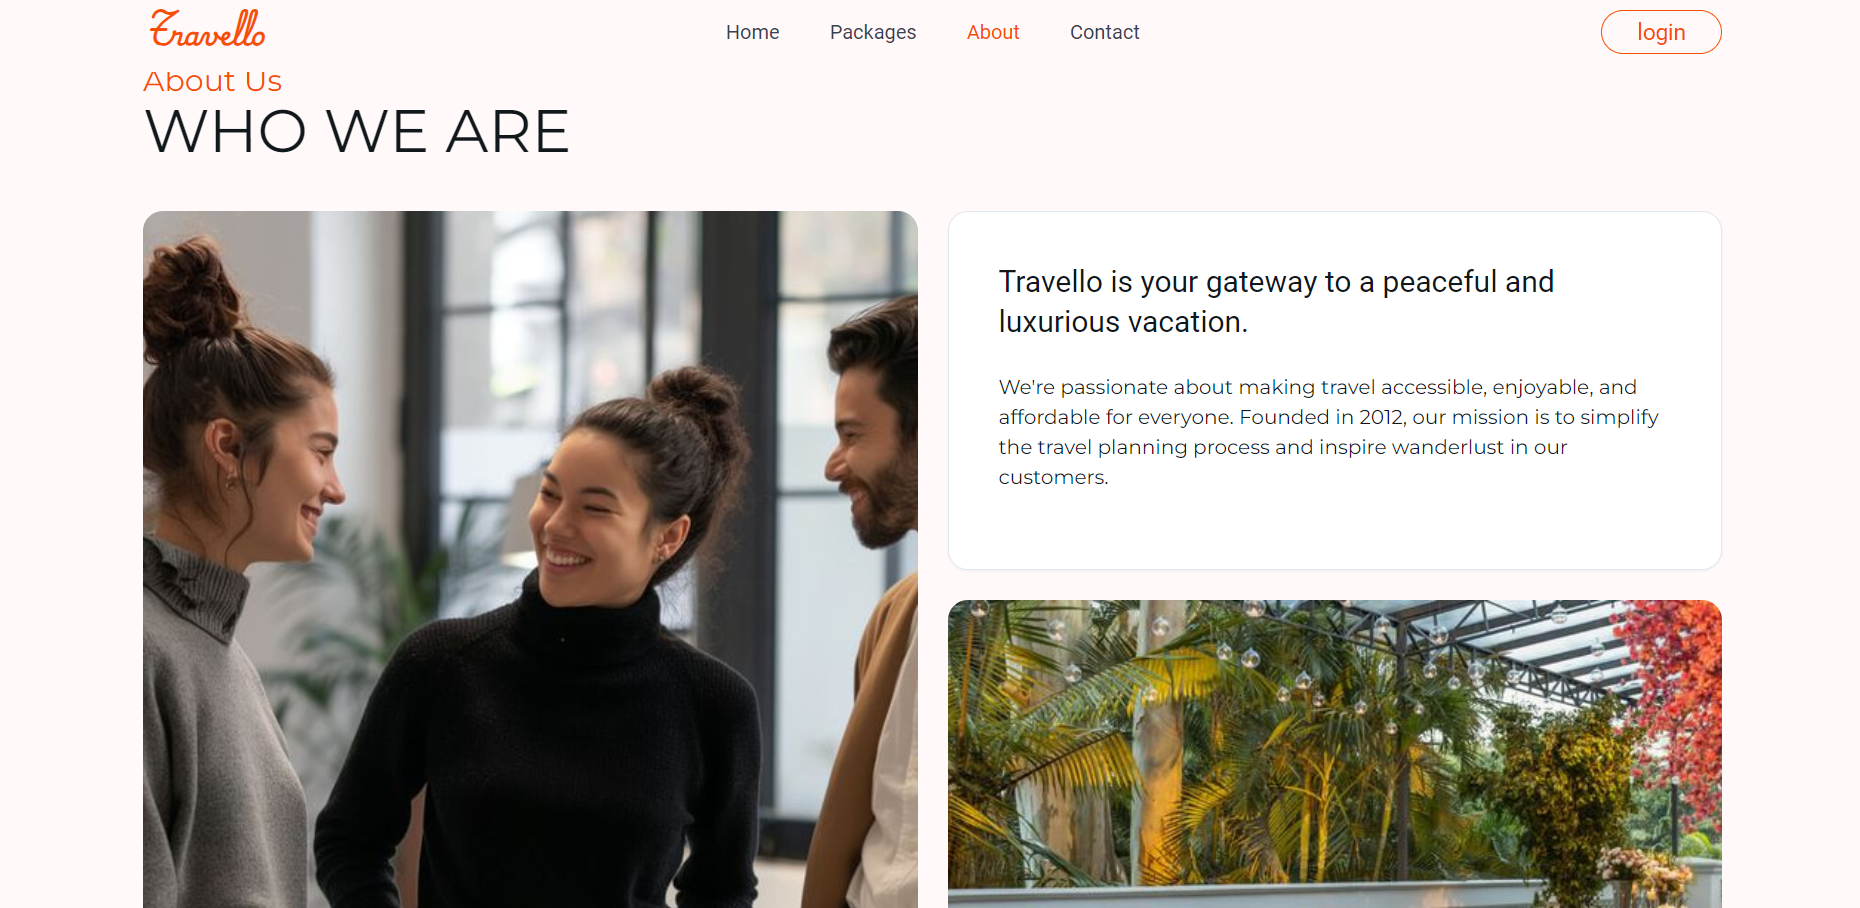 Travello
Home Packages About Contact
login
About Us
WHO WE ARE
Travello is your gateway to a peaceful and
luxurious vacation.
We're passionate about making travel accessible, enjoyable, and
affordable for everyone. Founded in 2012, our mission is to simplify
the travel planning process and inspire wanderlust in our
customers.